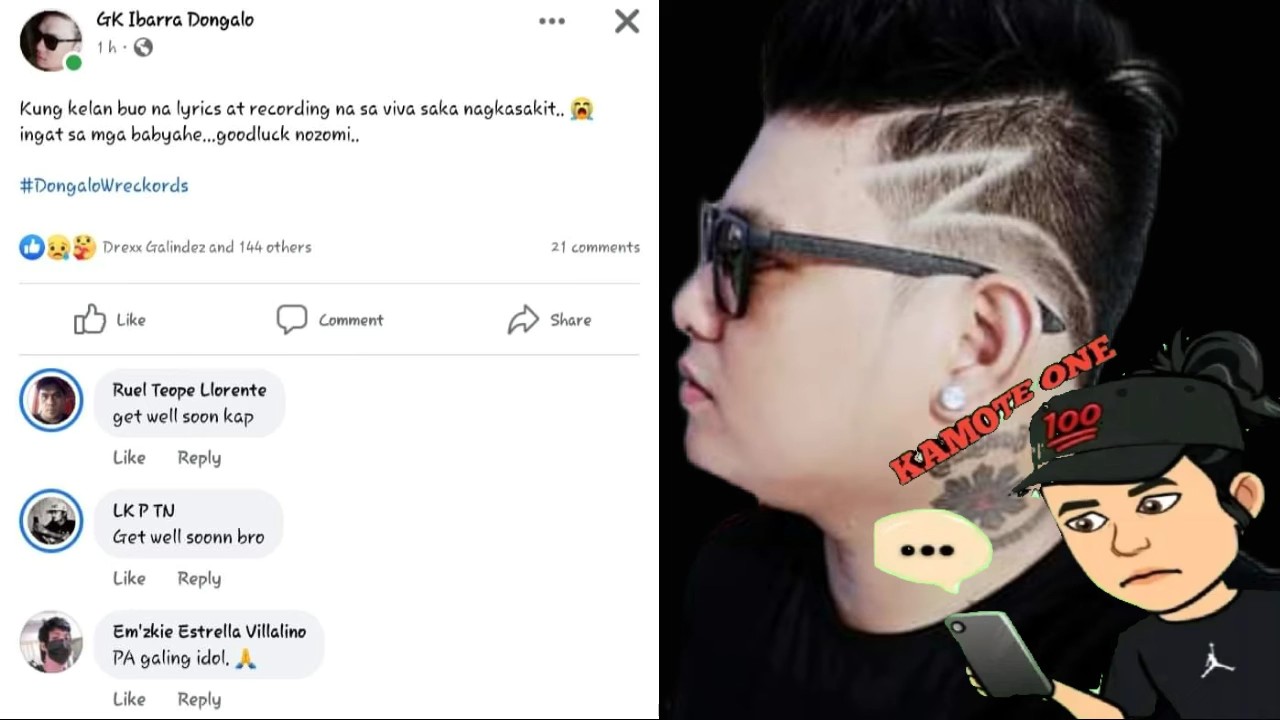 GK Ibarra Dongalo
1 h ·
Kung kelan buo na lyrics at recording na sa viva saka nagkasakit.. 😭
ingat sa mga babyahe...goodluck nozomi..
#DongaloWreckords
Drexx Galindez and 144 others
21 comments
Like
Comment
Share
Ruel Teope Llorente
get well soon kap
Like Reply
LK P TN
Get well soonn bro
Like Reply
Em'zkie Estrella Villalino
PA galing idol. 🙏
Like Reply
KAMOTE ONE
100